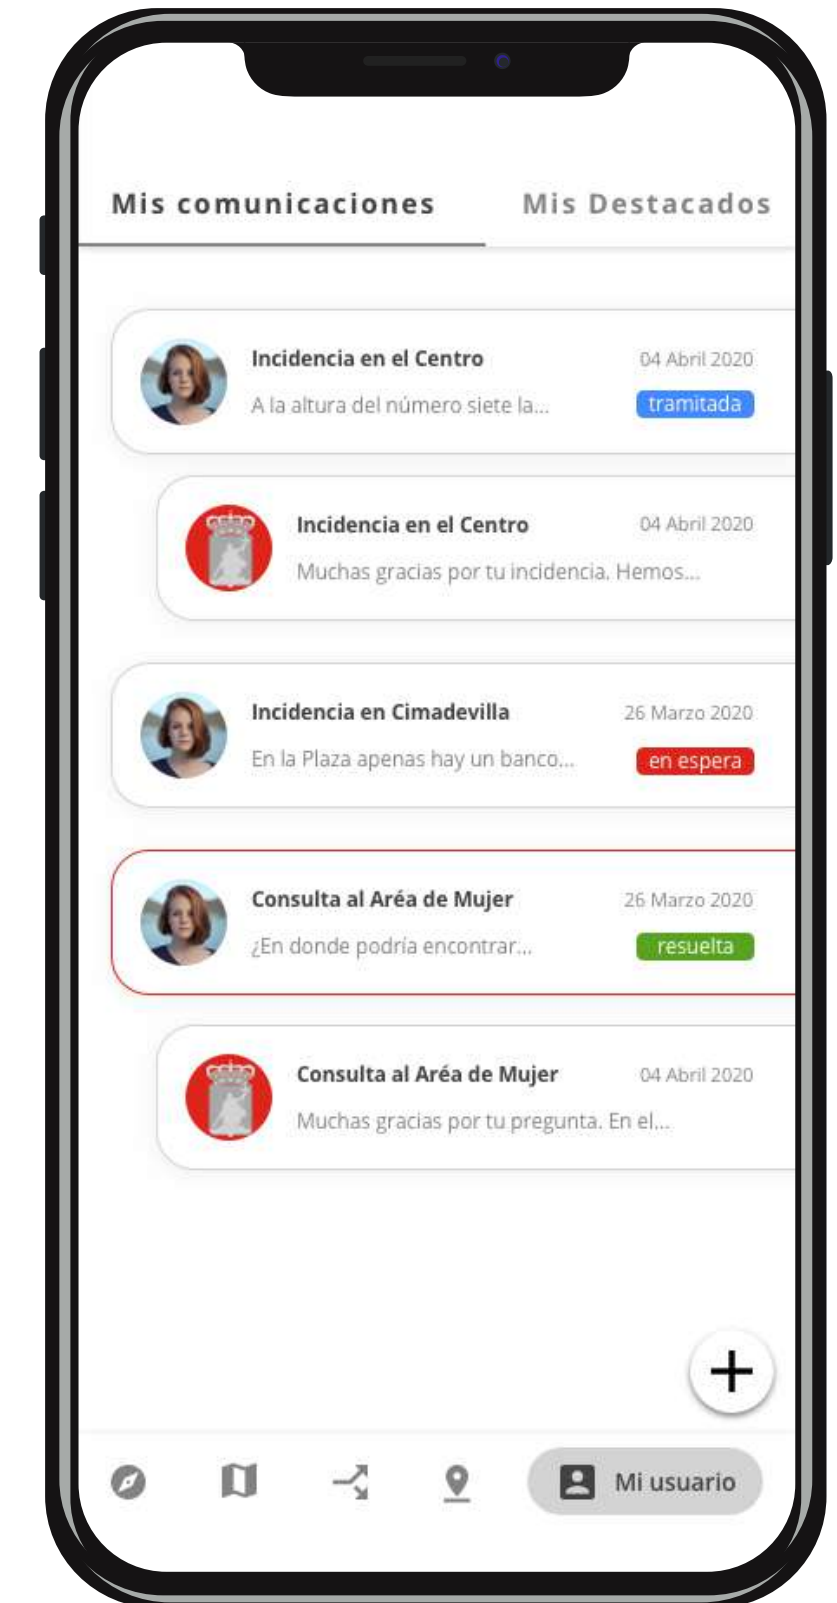 Mis comunicaciones Mis Destacados
Incidencia en el Centro 04 Abril 2020
A la altura del número siete la... tramitada
Incidencia en el Centro 04 Abril 2020
Muchas gracias por tu incidencia. Hemos...
Incidencia en Cimadevilla 26 Marzo 2020
En la Plaza apenas hay un banco... en espera
Consulta al Aréa de Mujer 26 Marzo 2020
¿En donde podría encontrar... resuelta
Consulta al Aréa de Mujer 04 Abril 2020
Muchas gracias por tu pregunta. En el...
Mi usuario